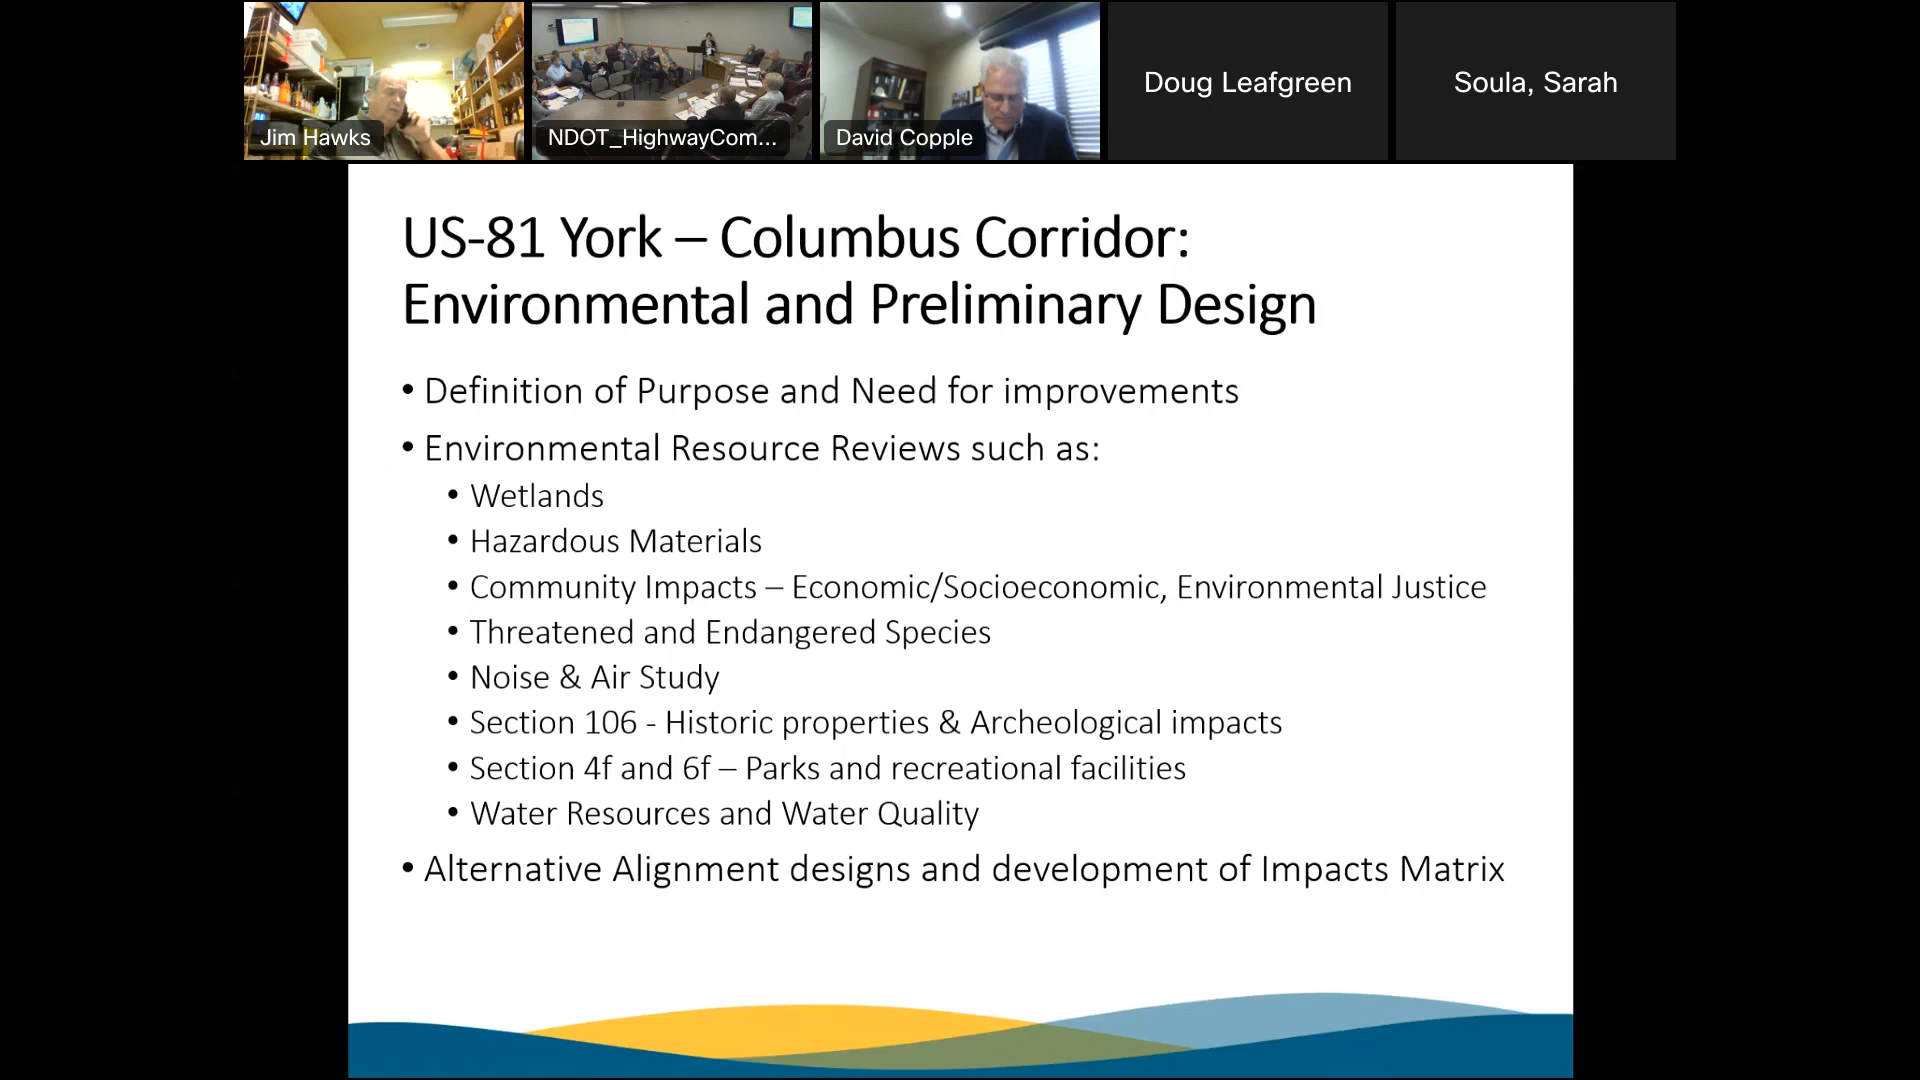 Jim Hawks
NDOT_HighwayCom...
David Copple
Doug Leafgreen
Soula, Sarah
US-81 York – Columbus Corridor:
Environmental and Preliminary Design
• Definition of Purpose and Need for improvements
• Environmental Resource Reviews such as:
• Wetlands
• Hazardous Materials
• Community Impacts – Economic/Socioeconomic, Environmental Justice
• Threatened and Endangered Species
• Noise & Air Study
• Section 106 - Historic properties & Archeological impacts
• Section 4f and 6f – Parks and recreational facilities
• Water Resources and Water Quality
• Alternative Alignment designs and development of Impacts Matrix